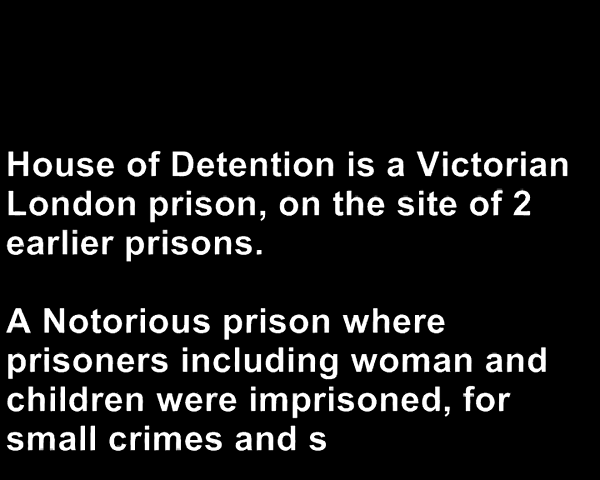 House of Detention is a Victorian
London prison, on the site of 2
earlier prisons.
A Notorious prison where
prisoners including woman and
children were imprisoned, for
small crimes and s